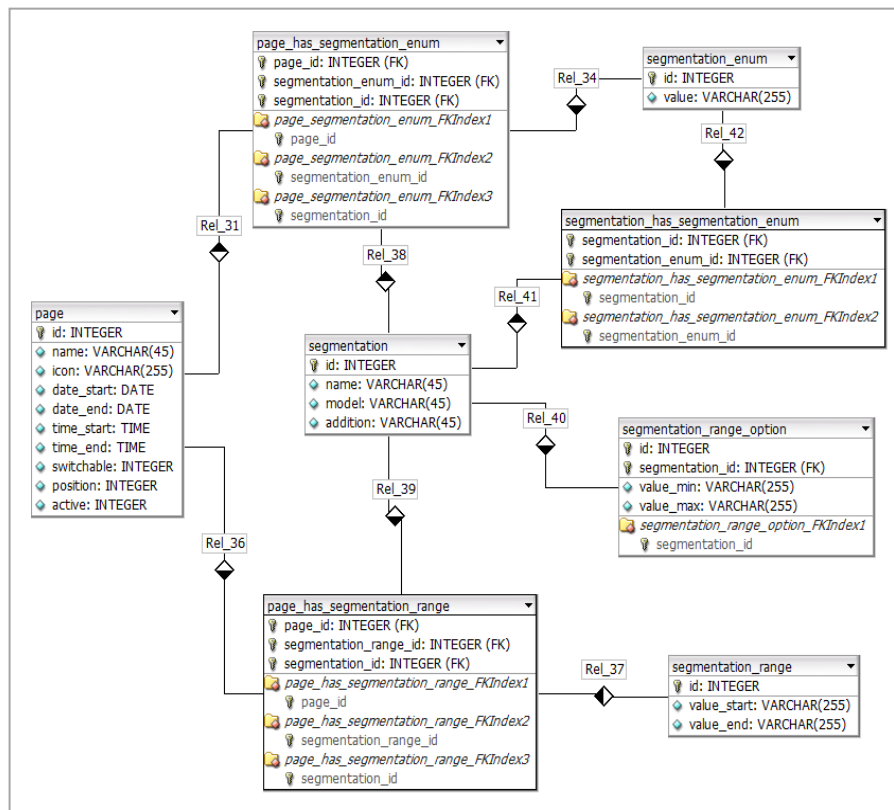 page_has_segmentation_enum
page_id: INTEGER (FK)
segmentation_enum_id: INTEGER (FK)
segmentation_id: INTEGER (FK)
page_segmentation_enum_FKIndex1
page_id
page_segmentation_enum_FKIndex2
segmentation_enum_id
page_segmentation_enum_FKIndex3
segmentation_id
Rel_34
segmentation_enum
id: INTEGER
value: VARCHAR(255)
Rel_42
segmentation_has_segmentation_enum
segmentation_id: INTEGER (FK)
segmentation_enum_id: INTEGER (FK)
segmentation_has_segmentation_enum_FKIndex1
segmentation_id
segmentation_has_segmentation_enum_FKIndex2
segmentation_enum_id
Rel_31
Rel_38
Rel_41
page
id: INTEGER
name: VARCHAR(45)
icon: VARCHAR(255)
date_start: DATE
date_end: DATE
time_start: TIME
time_end: TIME
switchable: INTEGER
position: INTEGER
active: INTEGER
segmentation
id: INTEGER
name: VARCHAR(45)
model: VARCHAR(45)
addition: VARCHAR(45)
Rel_40
segmentation_range_option
id: INTEGER
segmentation_id: INTEGER (FK)
value_min: VARCHAR(255)
value_max: VARCHAR(255)
segmentation_range_option_FKIndex1
segmentation_id
Rel_39
Rel_36
page_has_segmentation_range
page_id: INTEGER (FK)
segmentation_range_id: INTEGER (FK)
segmentation_id: INTEGER (FK)
page_has_segmentation_range_FKIndex1
page_id
page_has_segmentation_range_FKIndex2
segmentation_range_id
page_has_segmentation_range_FKIndex3
segmentation_id
Rel_37
segmentation_range
id: INTEGER
value_start: VARCHAR(255)
value_end: VARCHAR(255)